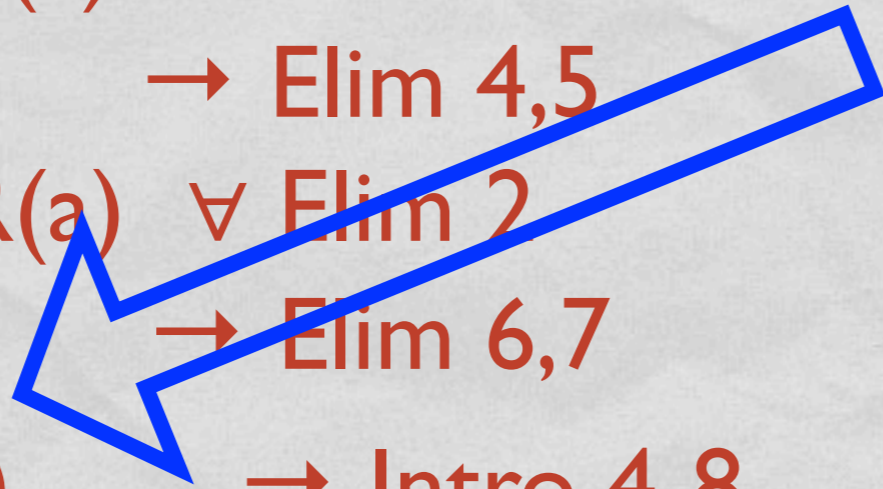 → Elim 4,5
(a) ∀ Elim 2
→ Elim 6,7
) → Intro 4,8